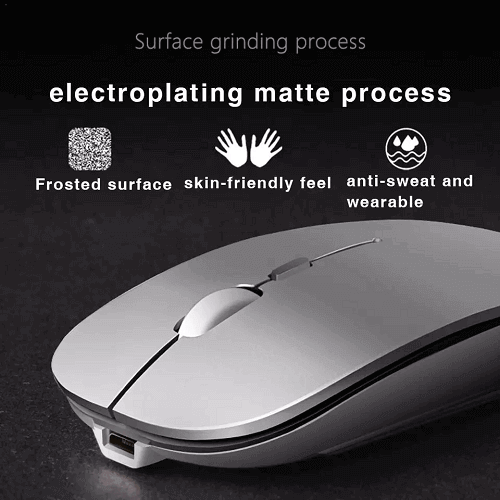 Surface grinding process
electroplating matte process
Frosted surface
skin-friendly feel
anti-sweat and
wearable